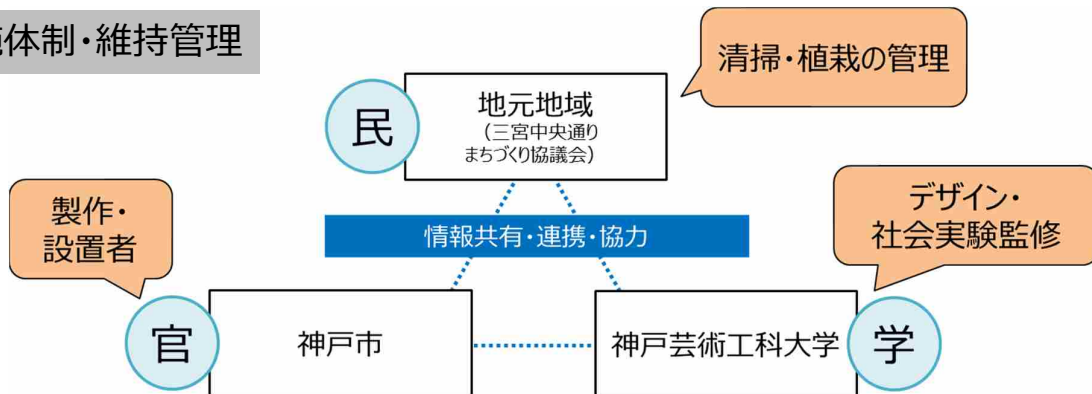 施体制・維持管理
清掃・植栽の管理
民
地元地域
（三宮中央通り
まちづくり協議会）
製作・
設置者
デザイン・
社会実験監修
情報共有・連携・協力
官
神戸市
神戸芸術工科大学
学